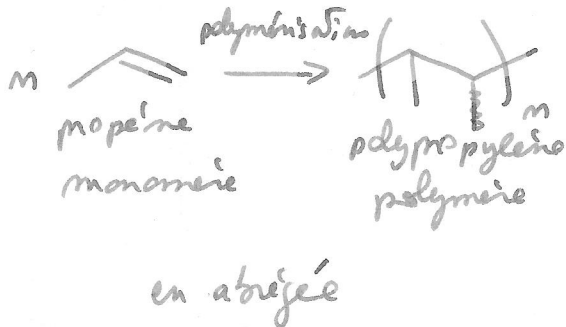 polymérisation
n
n
propène
monomère
polypropylène
polymère
en abrégée